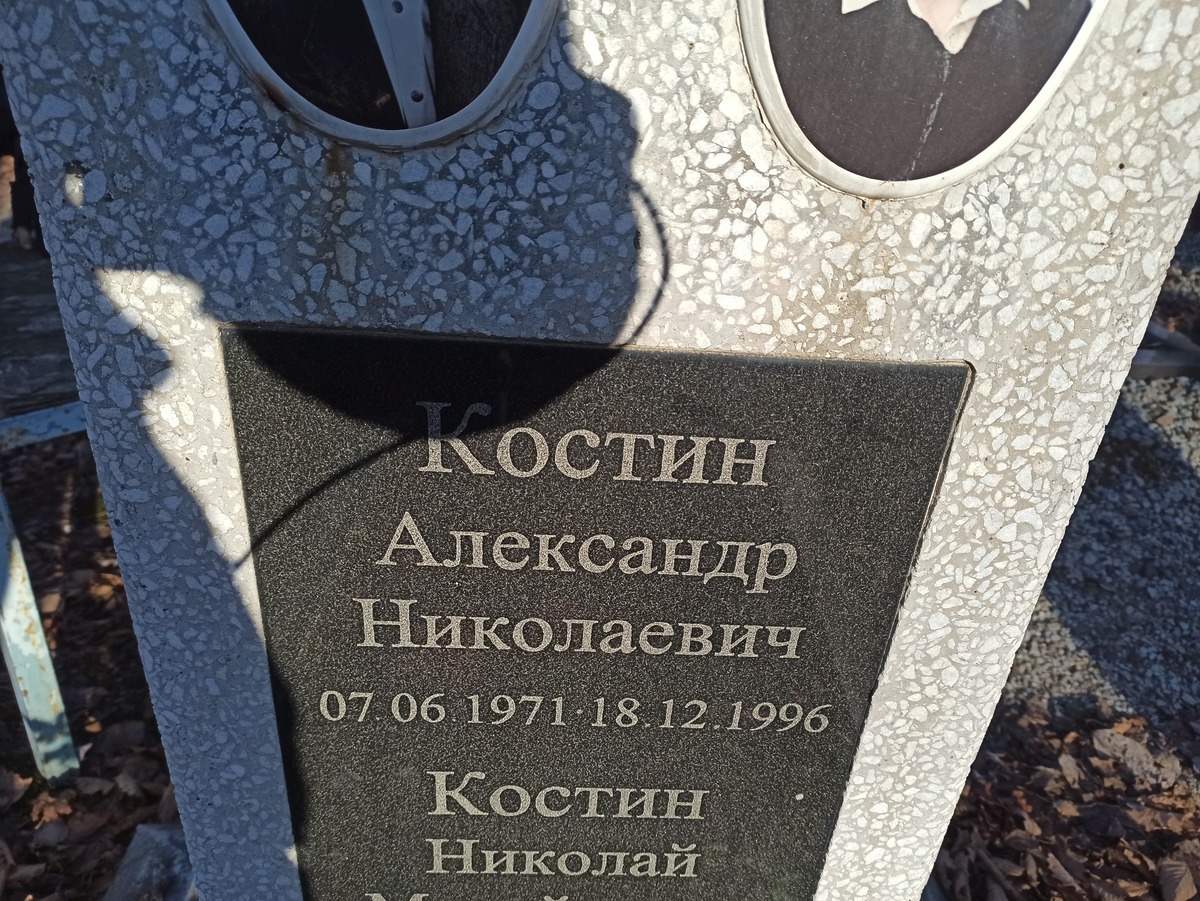 Костин
Александр
Николаевич
07.06.1971·18.12.1996
Костин
Николай